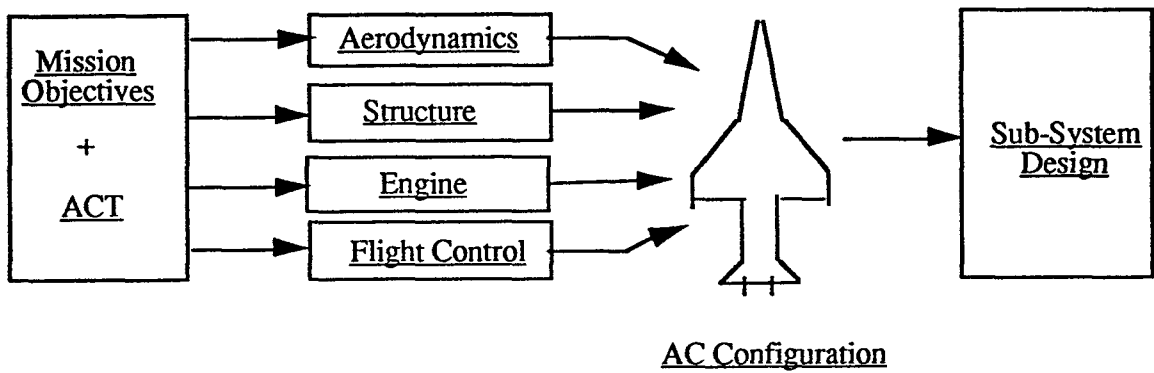 Mission
Objectives
+
ACT
Aerodynamics
Structure
Engine
Flight Control
Sub-System
Design
AC Configuration